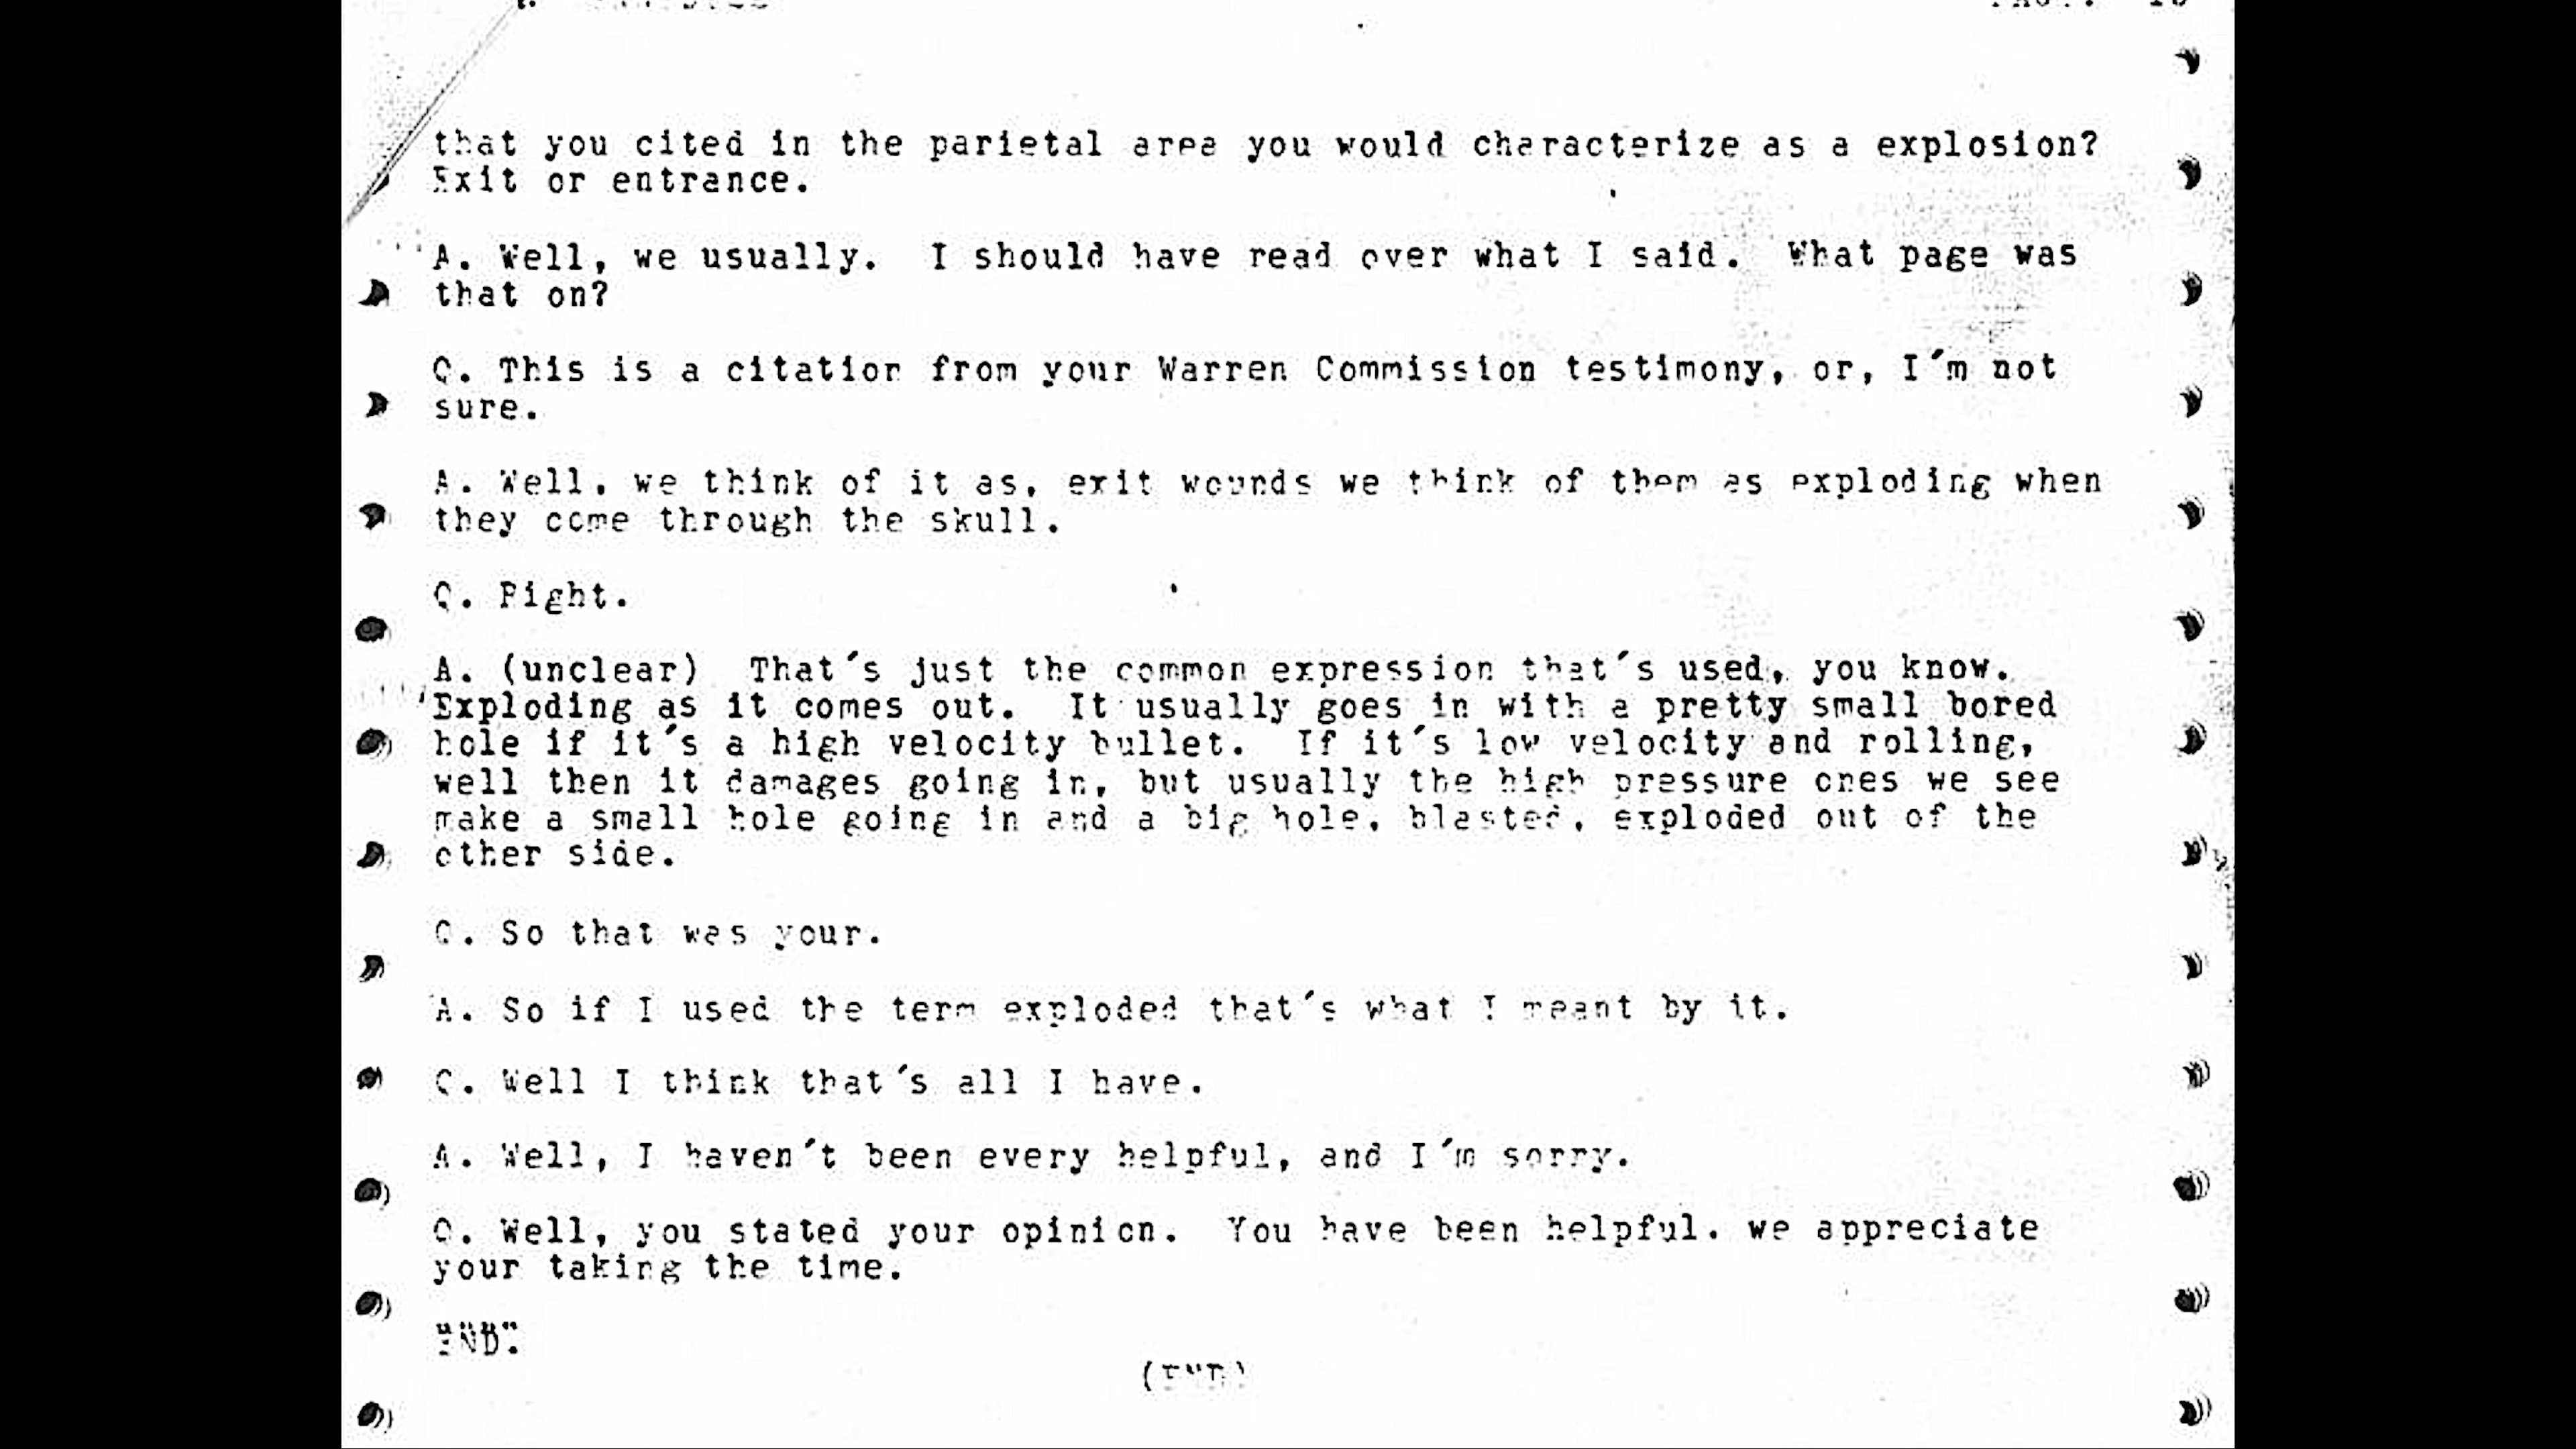 that you cited in the parietal area you would characterize as a explosion?
Exit or entrance.
A. Well, we usually.  I should have read over what I said.  What page was
that on?
Q. This is a citation from your Warren Commission testimony, or, I'm not
sure.
A. Well, we think of it as, exit wounds we think of them as exploding when
they come through the skull.
Q. Right.
A. (unclear)  That's just the common expression that's used, you know.
Exploding as it comes out.  It usually goes in with a pretty small bored
hole if it's a high velocity bullet.  If it's low velocity and rolling,
well then it damages going in, but usually the high pressure ones we see
make a small hole going in and a big hole, blasted, exploded out of the
other side.
Q. So that was your.
A. So if I used the term exploded that's what I meant by it.
Q. Well I think that's all I have.
A. Well, I haven't been every helpful, and I'm sorry.
Q. Well, you stated your opinion.  You have been helpful. we appreciate
your taking the time.
END.
(END)